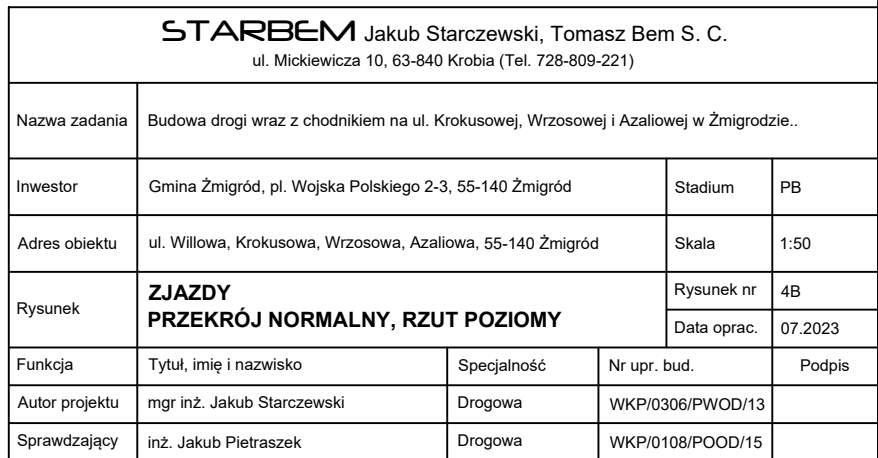 STARBEM Jakub Starczewski, Tomasz Bem S. C.
ul. Mickiewicza 10, 63-840 Krobia (Tel. 728-809-221)
Nazwa zadania Budowa drogi wraz z chodnikiem na ul. Krokusowej, Wrzosowej i Azaliowej w Żmigrodzie..
Inwestor Gmina Żmigród, pl. Wojska Polskiego 2-3, 55-140 Żmigród Stadium PB
Adres obiektu ul. Willowa, Krokusowa, Wrzosowa, Azaliowa, 55-140 Żmigród Skala 1:50
Rysunek ZJAZDY
PRZEKRÓJ NORMALNY, RZUT POZIOMY
Rysunek nr 4B
Data oprac. 07.2023
Funkcja Tytuł, imię i nazwisko Specjalność Nr upr. bud. Podpis
Autor projektu mgr inż. Jakub Starczewski Drogowa WKP/0306/PWOD/13
Sprawdzający inż. Jakub Pietraszek Drogowa WKP/0108/POOD/15